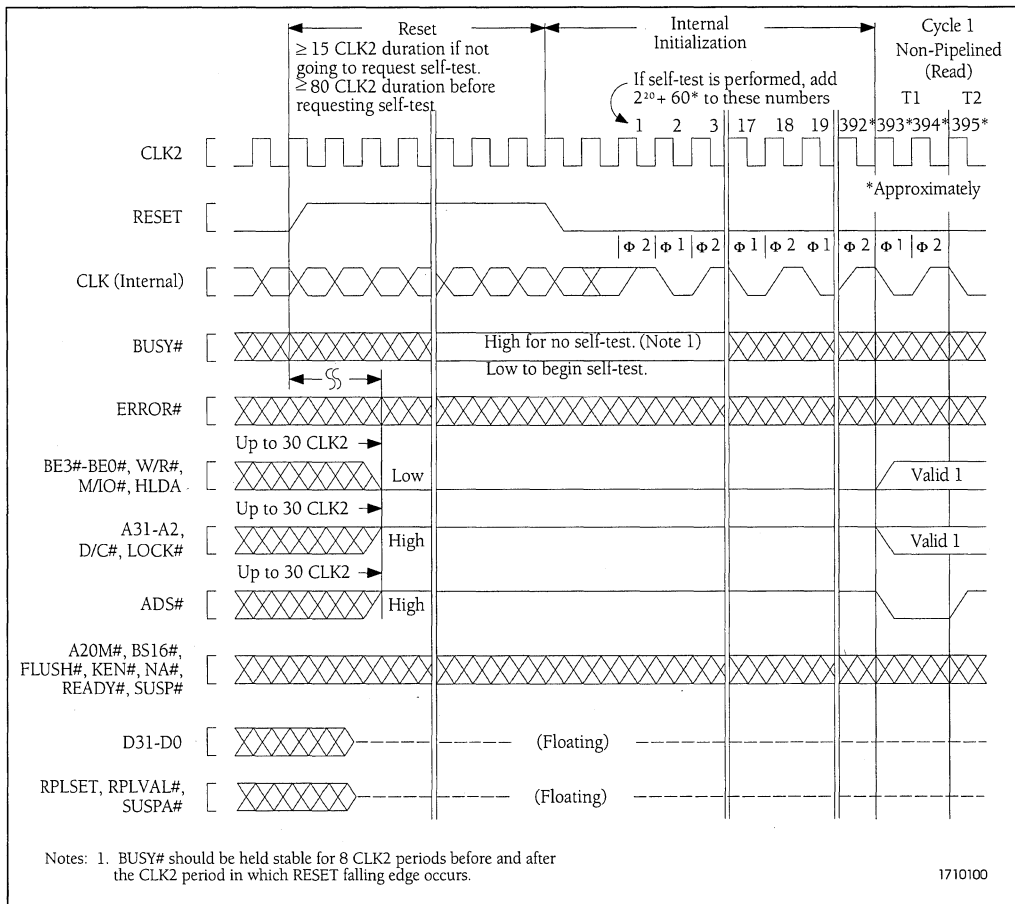 Reset
≥ 15 CLK2 duration if not
going to request self-test.
≥80 CLK2 duration before
requesting self-test
Internal
Initialization
Cycle 1
Non-Pipelined
(Read)
If self-test is performed, add
2²⁰+ 60* to these numbers
T1 T2
1 2 3 17 18 19 392* 393* 394* 395*
CLK2
*Approximately
RESET
Φ 2 Φ 1 Φ 2 Φ 1 Φ 2 Φ 1 Φ 2 Φ 1 Φ 2
CLK (Internal)
BUSY#
High for no self-test. (Note 1)
Low to begin self-test.
ERROR#
Up to 30 CLK2
BE3#-BE0#, W/R#,
M/IO#, HLDA
Low
Valid 1
Up to 30 CLK2
A31-A2,
D/C#, LOCK#
High
Valid 1
Up to 30 CLK2
ADS#
High
A20M#, BS16#,
FLUSH#, KEN#, NA#,
READY#, SUSP#
D31-D0
(Floating)
RPLSET, RPLVAL#,
SUSPA#
(Floating)
Notes: 1. BUSY# should be held stable for 8 CLK2 periods before and after
the CLK2 period in which RESET falling edge occurs.
1710100